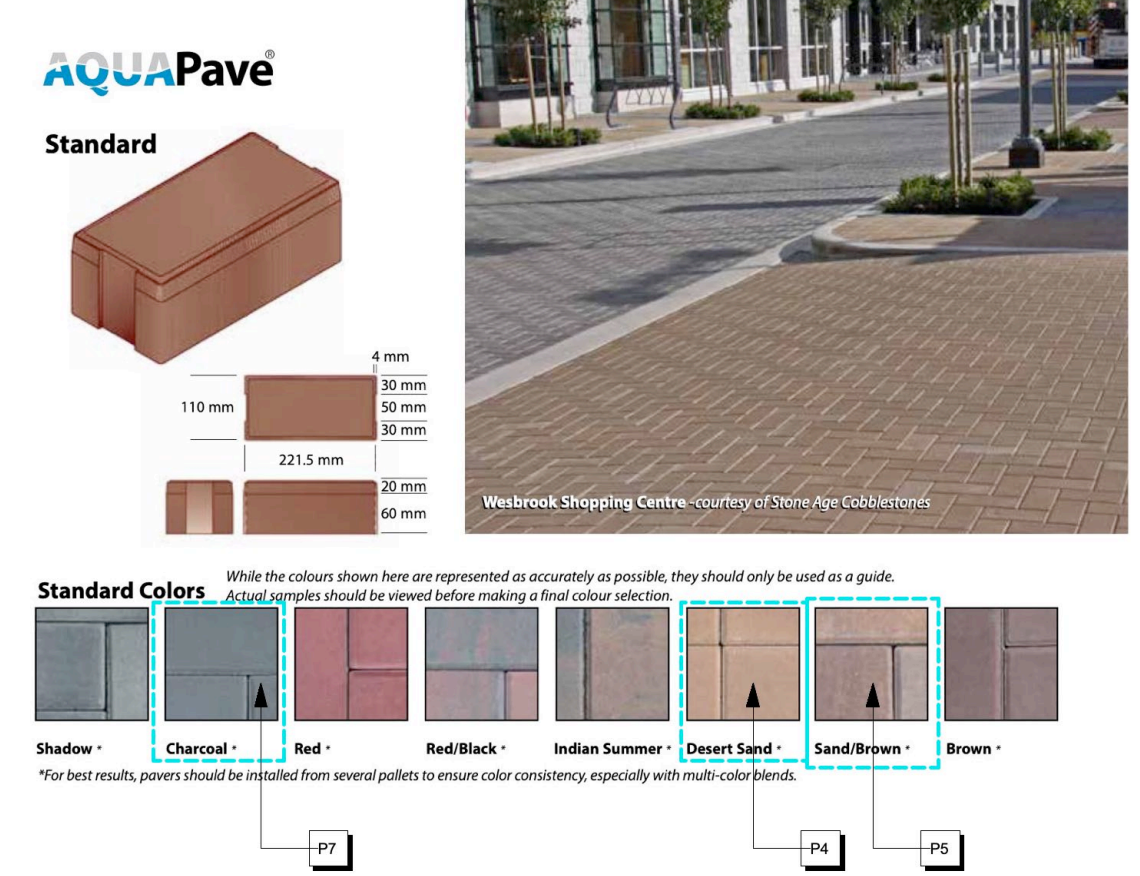 AQUAPave®
Standard
4 mm
30 mm
110 mm
50 mm
30 mm
221.5 mm
20 mm
60 mm
Wesbrook Shopping Centre -courtesy of Stone Age Cobblestones
Standard Colors
While the colours shown here are represented as accurately as possible, they should only be used as a guide.
Actual samples should be viewed before making a final colour selection.
Shadow * Charcoal * Red * Red/Black * Indian Summer * Desert Sand * Sand/Brown * Brown *
*For best results, pavers should be installed from several pallets to ensure color consistency, especially with multi-color blends.
P7 P4 P5